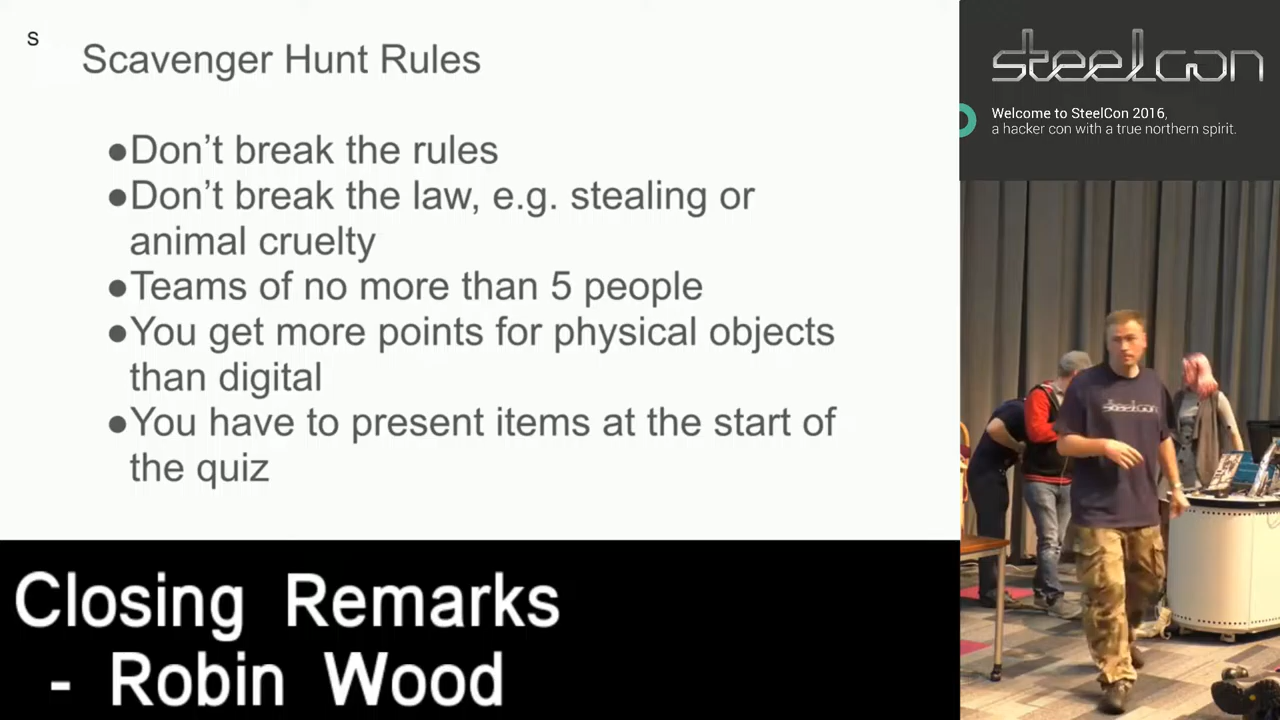 s
Scavenger Hunt Rules
●Don't break the rules
●Don't break the law, e.g. stealing or
animal cruelty
●Teams of no more than 5 people
●You get more points for physical objects
than digital
●You have to present items at the start of
the quiz
Closing Remarks
- Robin Wood
steelcon
Welcome to SteelCon 2016,
a hacker con with a true northern spirit.
steelcon